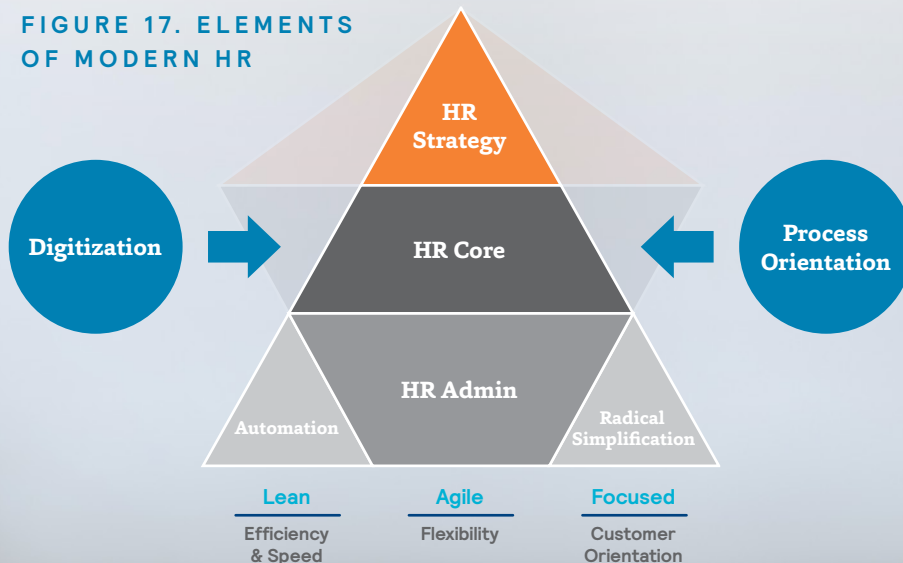 FIGURE 17. ELEMENTS
OF MODERN HR
HR
Strategy
Digitization
HR Core
Process
Orientation
HR Admin
Automation
Radical
Simplification
Lean
Efficiency
& Speed
Agile
Flexibility
Focused
Customer
Orientation